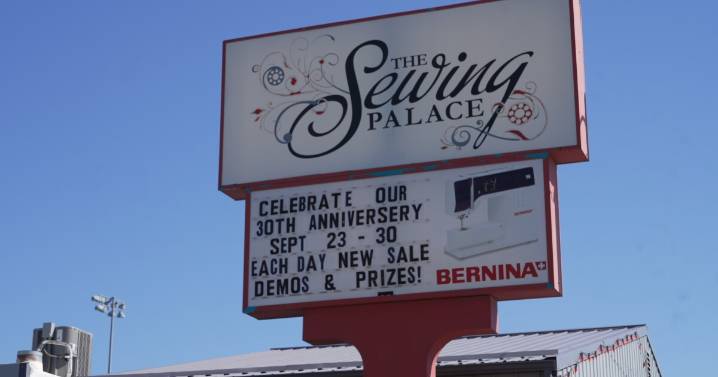 THE
Sewing
PALACE
CELEBRATE OUR
30TH ANNIVERSERY
SEPT 23 - 30
EACH DAY NEW SALE
DEMOS & PRIZES!
BERNINA